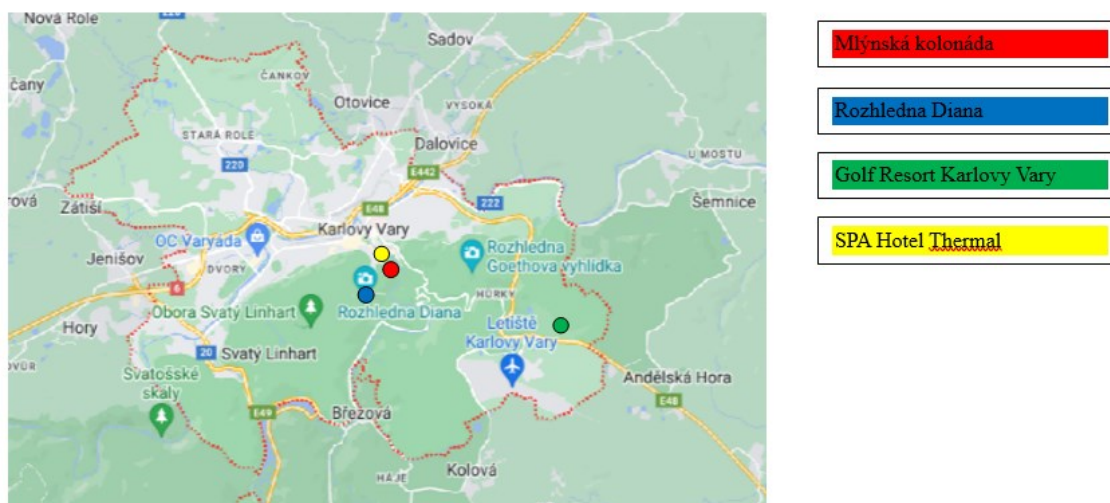 Nová Role
220
Sadov
čany
ČANKOV
Otovice
VYSOKÁ
STARÁ ROLE
Dalovice
220
E442
U MOSTU
rová
Zátiší
222
Šemnice
E48
Karlovy Vary
OC Varyáda
Jenišov
DVORY
Rozhledna
Goethova vyhlídka
6
HŮRKY
Obora Svatý Linhart
Rozhledna Diana
Hory
Letiště
Karlovy Vary
20
Svatý Linhart
OVŮR
Svatošské
skály
Andělská Hora
E48
E49
Březová
Kolová
HÁJE
Mlýnská kolonáda
Rozhledna Diana
Golf Resort Karlovy Vary
SPA Hotel Thermal